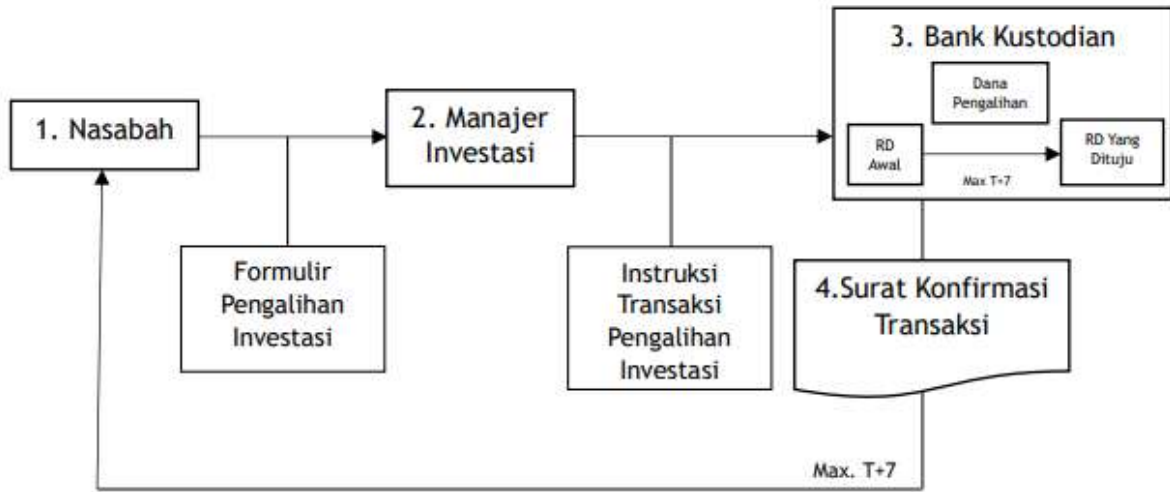 1. Nasabah
2. Manajer
Investasi
3. Bank Kustodian
Dana
Pengalihan
RD
Awal
RD Yang
Dituju
Max T+7
Formulir
Pengalihan
Investasi
Instruksi
Transaksi
Pengalihan
Investasi
4.Surat Konfirmasi
Transaksi
Max. T+7